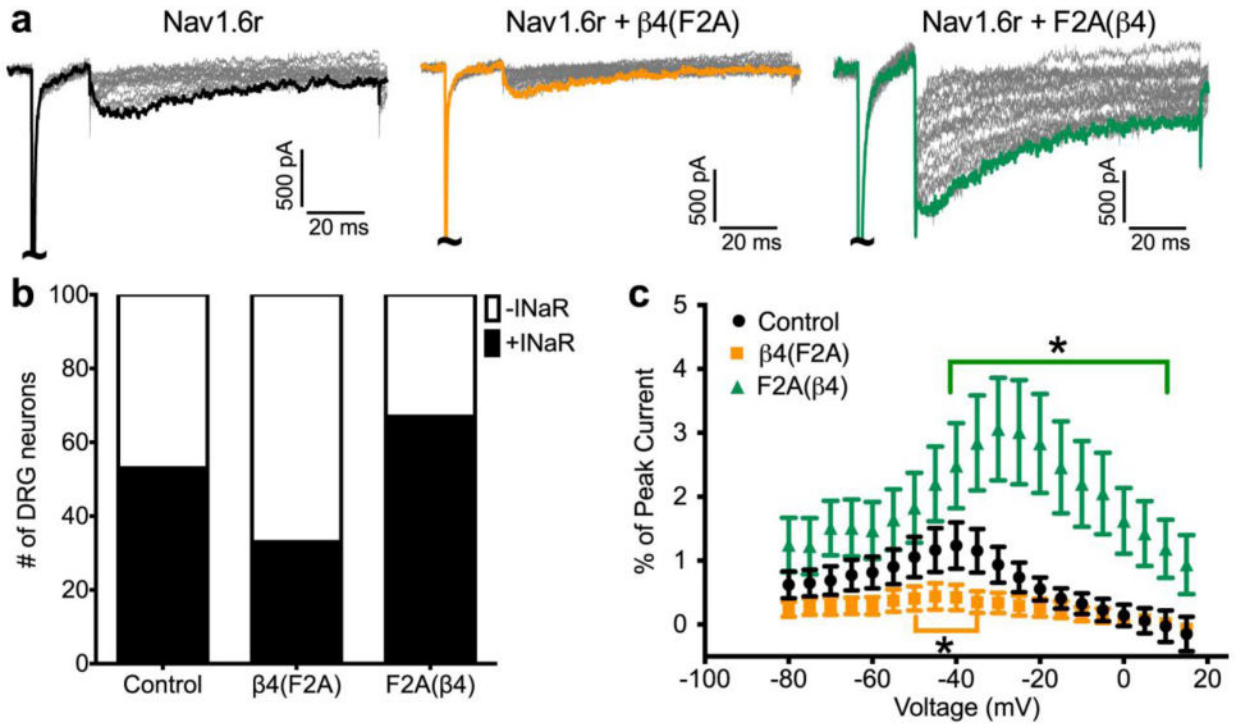 a
Nav1.6r
Nav1.6r + β4(F2A)
Nav1.6r + F2A(β4)
500 pA
20 ms
500 pA
20 ms
500 pA
20 ms
~
~
~
b
# of DRG neurons
100
80
60
40
20
0
Control
β4(F2A)
F2A(β4)
-INaR
+INaR
c
% of Peak Current
5
4
3
2
1
0
Control
β4(F2A)
F2A(β4)
*
*
-100
-80
-60
-40
-20
0
20
Voltage (mV)